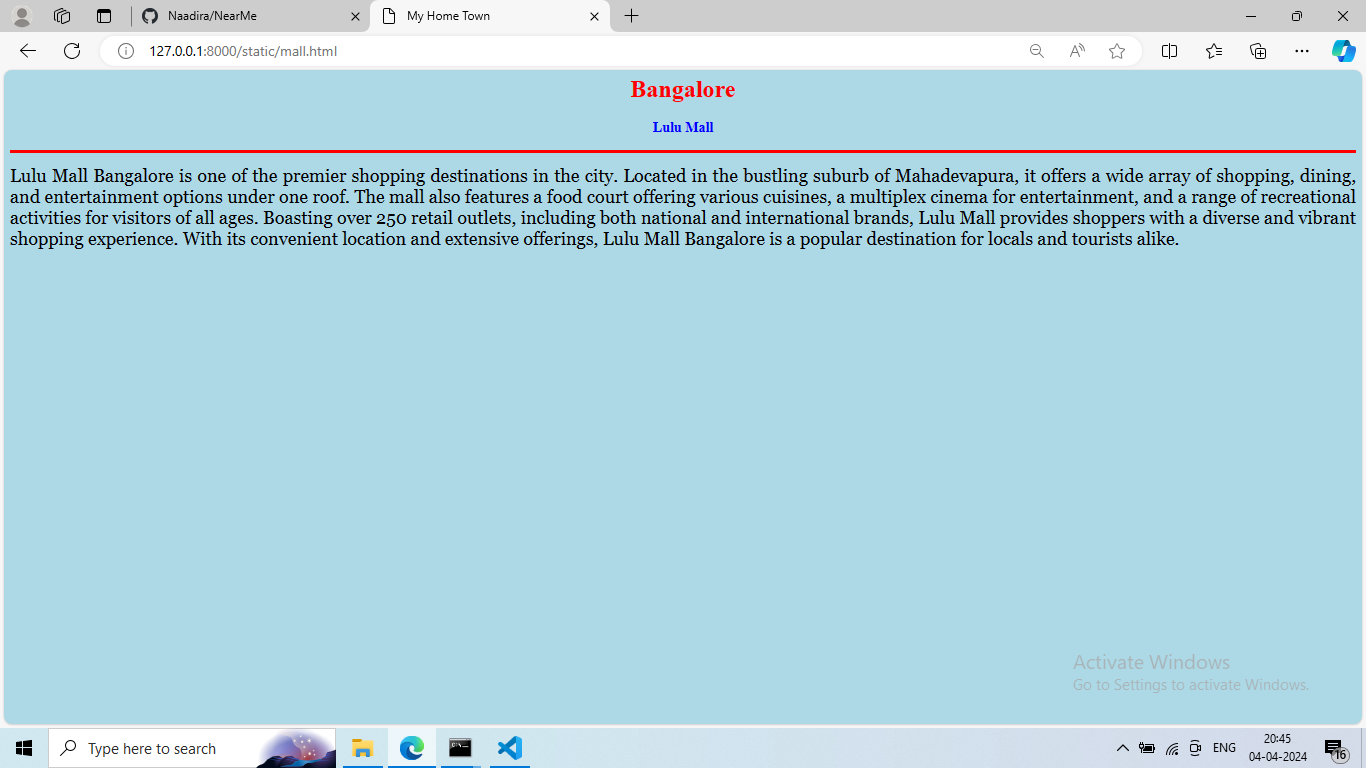 Naadira/NearMe
My Home Town
127.0.0.1:8000/static/mall.html
Bangalore
Lulu Mall
Lulu Mall Bangalore is one of the premier shopping destinations in the city. Located in the bustling suburb of Mahadevapura, it offers a wide array of shopping, dining,
and entertainment options under one roof. The mall also features a food court offering various cuisines, a multiplex cinema for entertainment, and a range of recreational
activities for visitors of all ages. Boasting over 250 retail outlets, including both national and international brands, Lulu Mall provides shoppers with a diverse and vibrant
shopping experience. With its convenient location and extensive offerings, Lulu Mall Bangalore is a popular destination for locals and tourists alike.
Activate Windows
Go to Settings to activate Windows.
Type here to search
ENG
20:45
04-04-2024
16